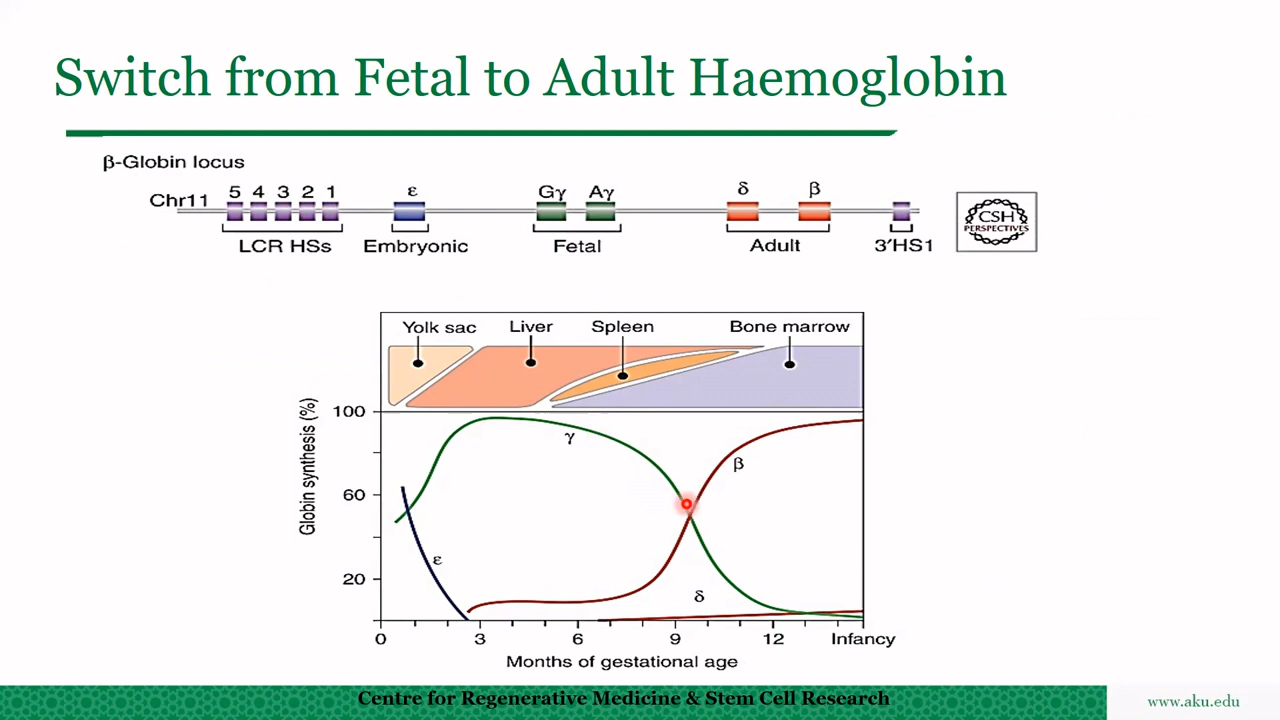 Switch from Fetal to Adult Haemoglobin
β-Globin locus
Chr11
5 4 3 2 1 ε Gγ Aγ δ β
LCR HSs Embryonic Fetal Adult 3′HS1
CSH
PERSPECTIVES
Yolk sac Liver Spleen Bone marrow
Globin synthesis (%)
100
60
20
γ
β
ε
δ
0 3 6 9 12 Infancy
Months of gestational age
Centre for Regenerative Medicine & Stem Cell Research
www.aku.edu